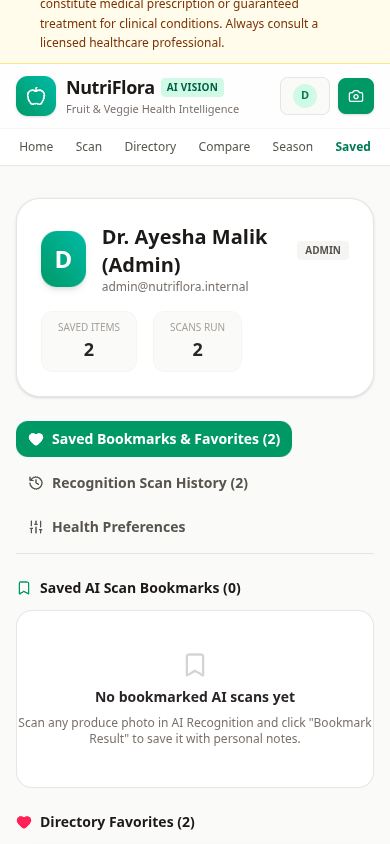 constitute medical prescription or guaranteed
treatment for clinical conditions. Always consult a
licensed healthcare professional.
NutriFlora AI VISION
Fruit & Veggie Health Intelligence
D
Home Scan Directory Compare Season Saved
D
Dr. Ayesha Malik
(Admin)
ADMIN
admin@nutriflora.internal
SAVED ITEMS
2
SCANS RUN
2
Saved Bookmarks & Favorites (2)
Recognition Scan History (2)
Health Preferences
Saved AI Scan Bookmarks (0)
No bookmarked AI scans yet
Scan any produce photo in AI Recognition and click "Bookmark
Result" to save it with personal notes.
Directory Favorites (2)